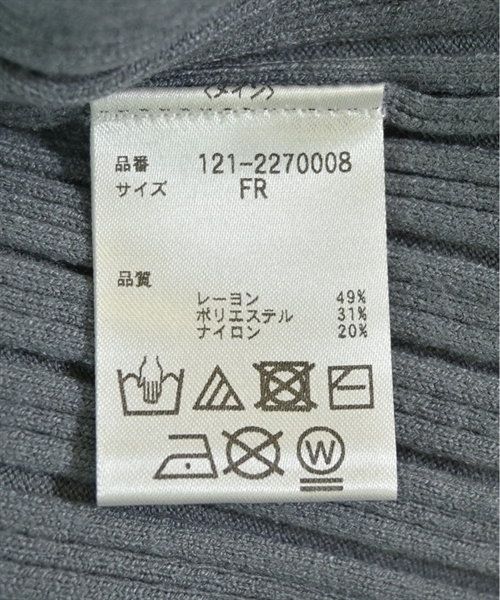 〈メイン〉
品番 121-2270008
サイズ FR
品質
レーヨン 49%
ポリエステル 31%
ナイロン 20%
W